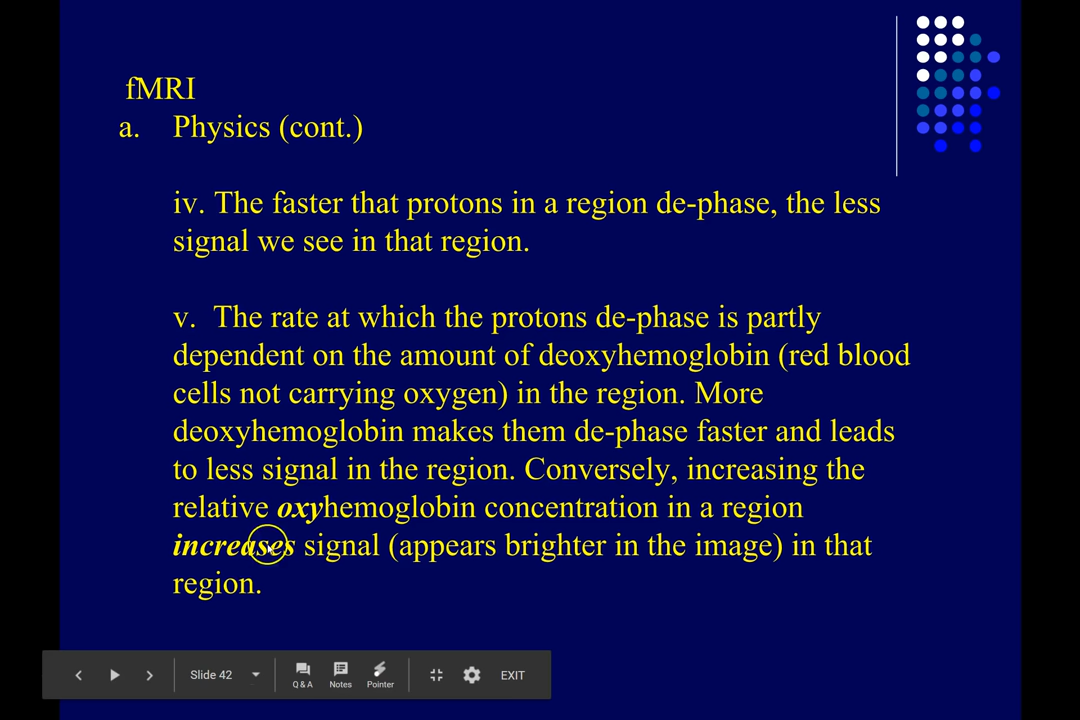 fMRI
a. Physics (cont.)
iv. The faster that protons in a region de-phase, the less
signal we see in that region.
v. The rate at which the protons de-phase is partly
dependent on the amount of deoxyhemoglobin (red blood
cells not carrying oxygen) in the region. More
deoxyhemoglobin makes them de-phase faster and leads
to less signal in the region. Conversely, increasing the
relative oxyhemoglobin concentration in a region
increases signal (appears brighter in the image) in that
region.
Slide 42
Q & A
Notes
Pointer
EXIT